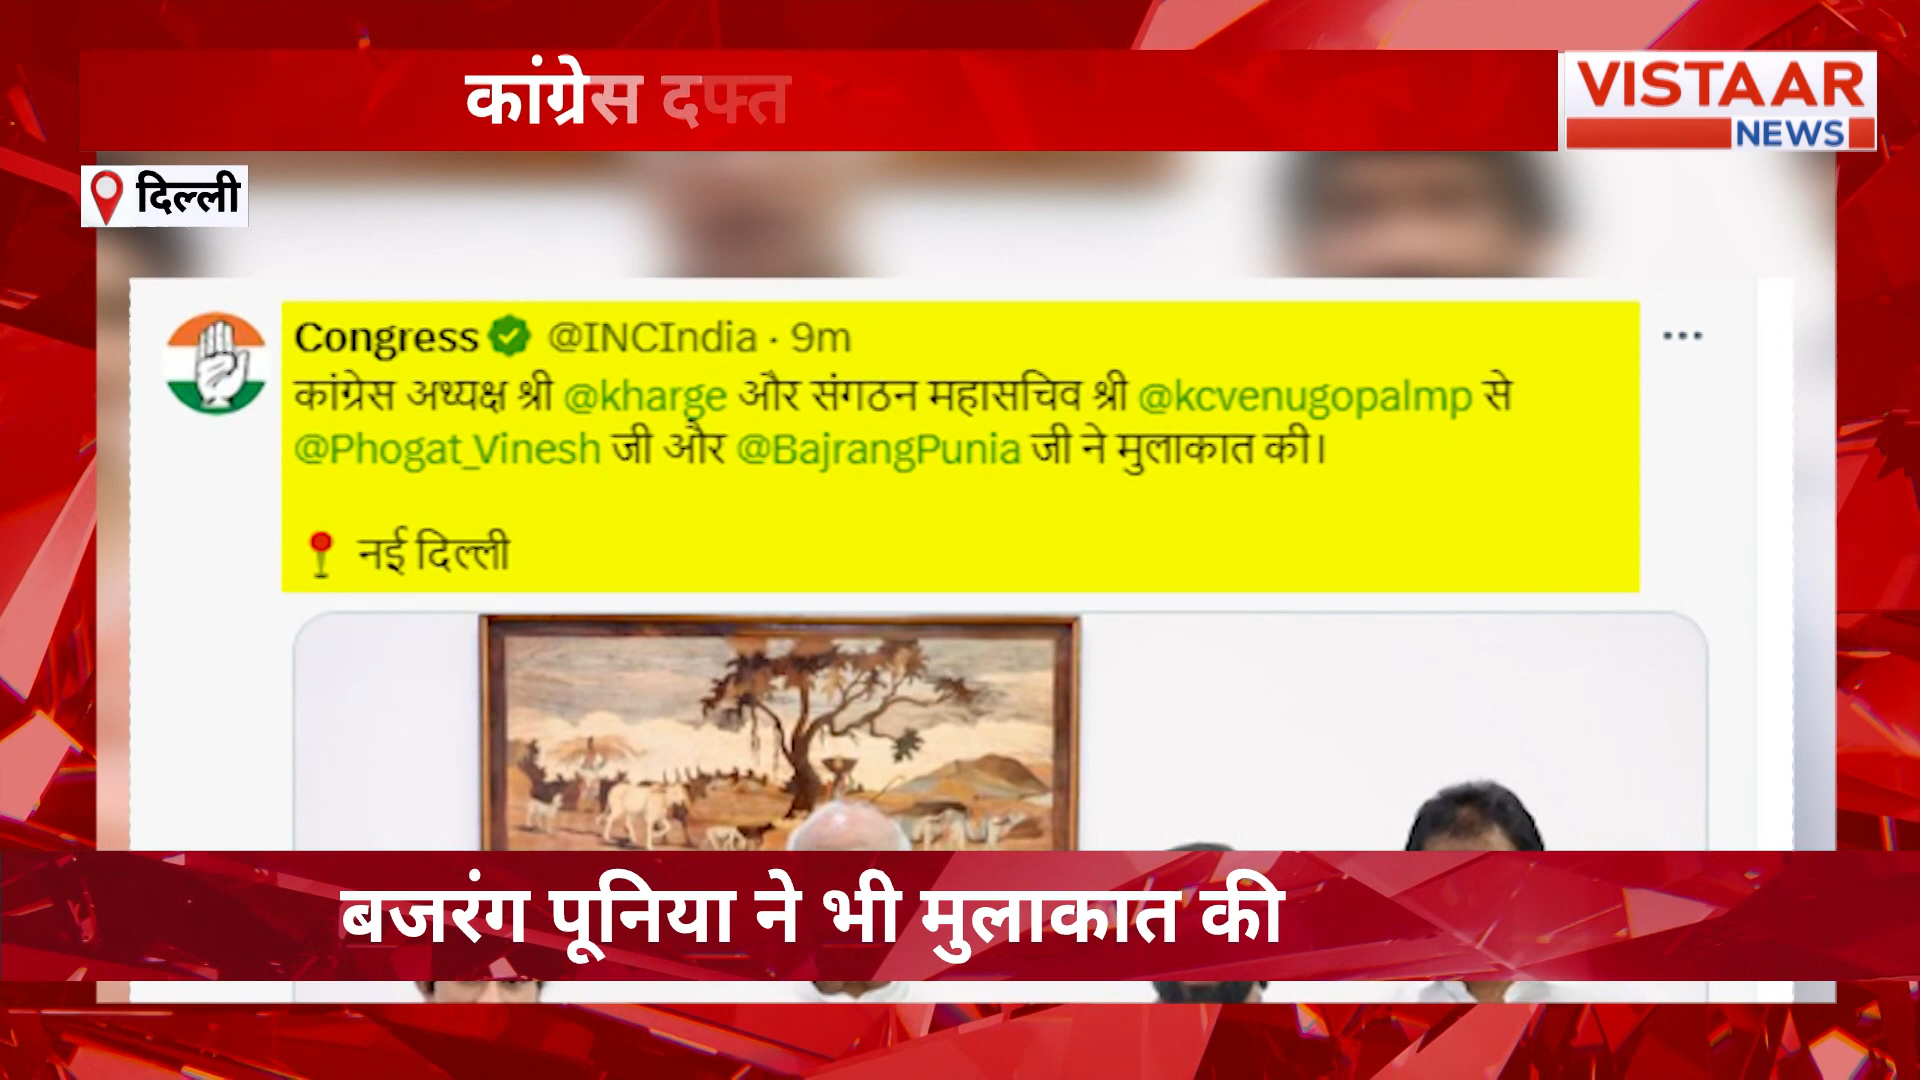 कांग्रेस दफ्त
VISTAAR
NEWS
दिल्ली
Congress @INCIndia · 9m
कांग्रेस अध्यक्ष श्री @kharge और संगठन महासचिव श्री @kcvenugopalmp से
@Phogat_Vinesh जी और @BajrangPunia जी ने मुलाकात की।
नई दिल्ली
बजरंग पूनिया ने भी मुलाकात की